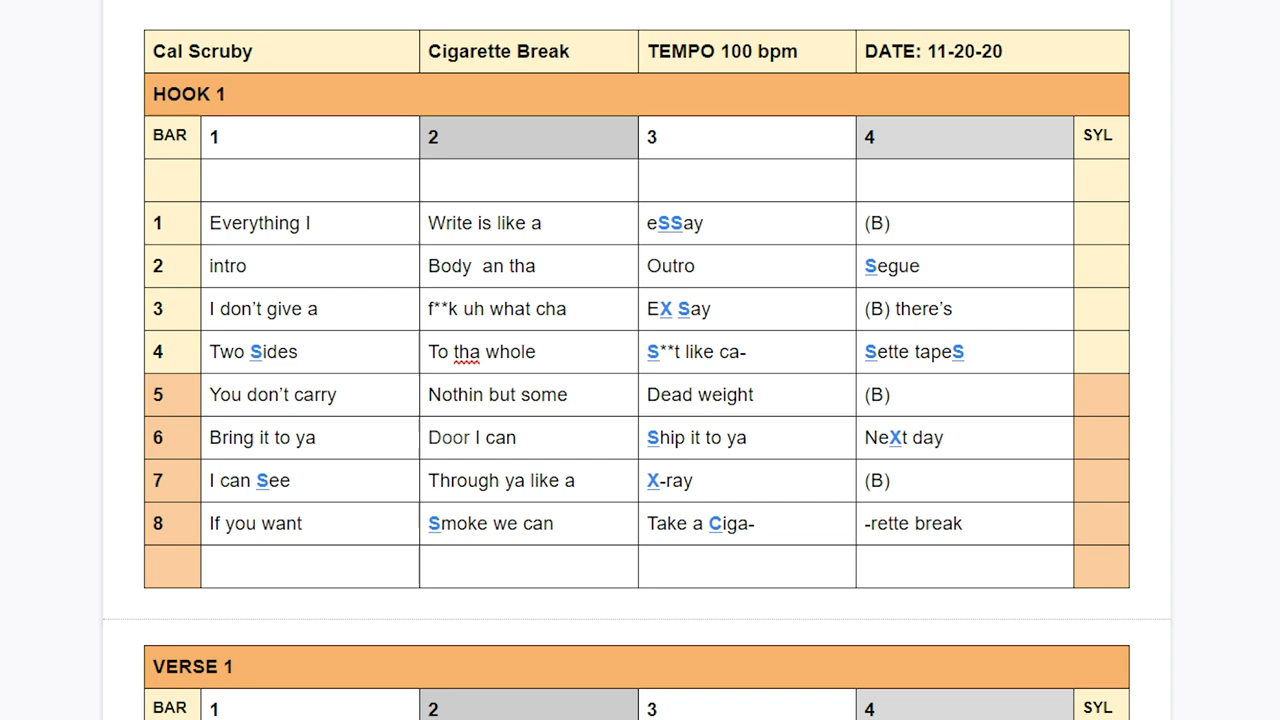 Cal Scruby Cigarette Break TEMPO 100 bpm DATE: 11-20-20
HOOK 1
BAR 1 2 3 4 SYL
1 Everything I Write is like a eSSay (B)
2 intro Body an tha Outro Segue
3 I don't give a f**k uh what cha EX Say (B) there's
4 Two Sides To tha whole S**t like ca- Sette tapeS
5 You don't carry Nothin but some Dead weight (B)
6 Bring it to ya Door I can Ship it to ya NeXt day
7 I can See Through ya like a X-ray (B)
8 If you want Smoke we can Take a Ciga- -rette break
VERSE 1
BAR 1 2 3 4 SYL